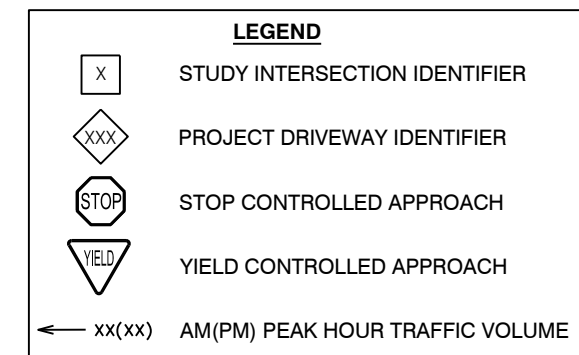 LEGEND
X STUDY INTERSECTION IDENTIFIER
XXX PROJECT DRIVEWAY IDENTIFIER
STOP STOP CONTROLLED APPROACH
YIELD YIELD CONTROLLED APPROACH
xx(xx) AM(PM) PEAK HOUR TRAFFIC VOLUME